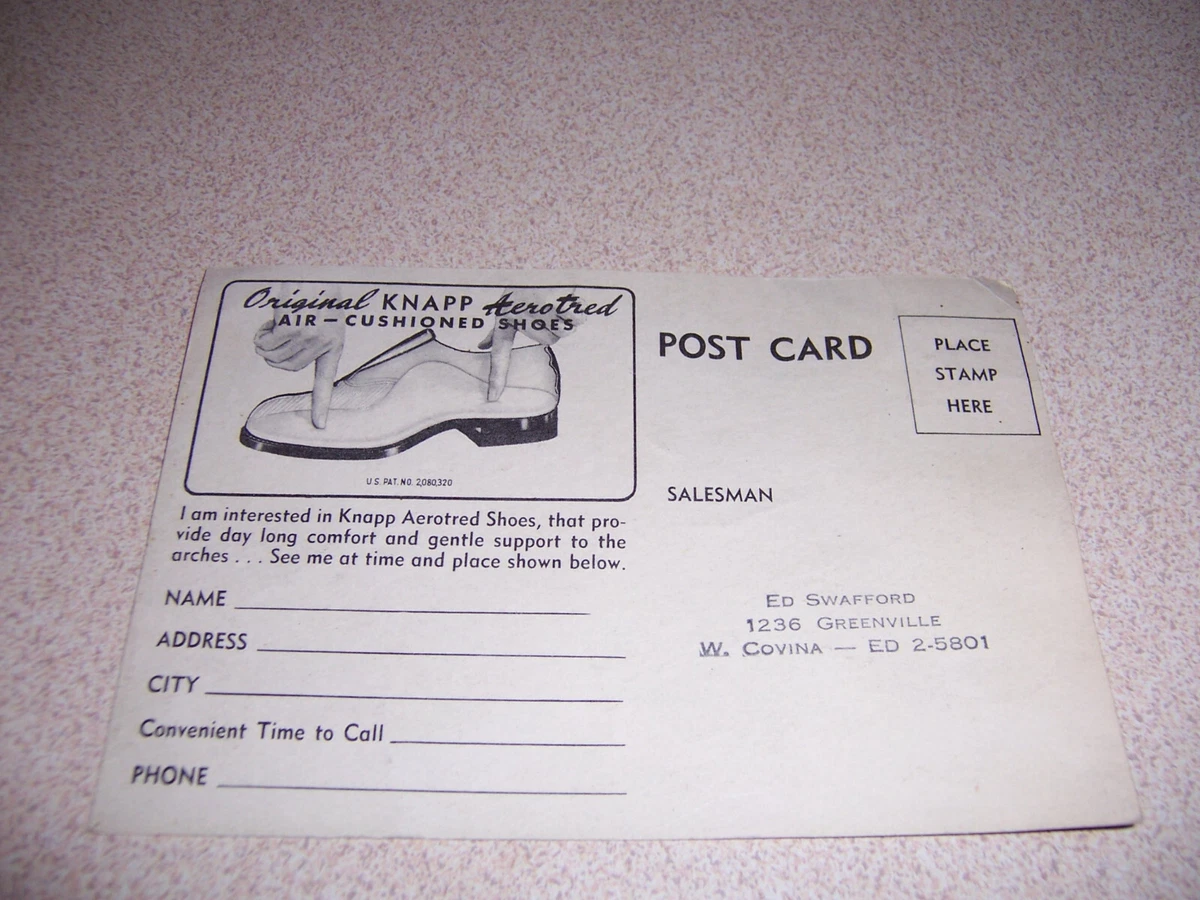 Original KNAPP Aerotred
AIR-CUSHIONED SHOES
U.S. PAT. NO. 2,080,320
I am interested in Knapp Aerotred Shoes, that pro-
vide day long comfort and gentle support to the
arches . . . See me at time and place shown below.
NAME
ADDRESS
CITY
Convenient Time to Call
PHONE
POST CARD
PLACE
STAMP
HERE
SALESMAN
ED SWAFFORD
1236 GREENVILLE
W. COVINA — ED 2-5801